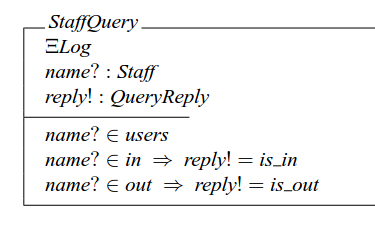 StaffQuery
ΞLog
name? : Staff
reply! : QueryReply
name? ∈ users
name? ∈ in ⇒ reply! = is_in
name? ∈ out ⇒ reply! = is_out